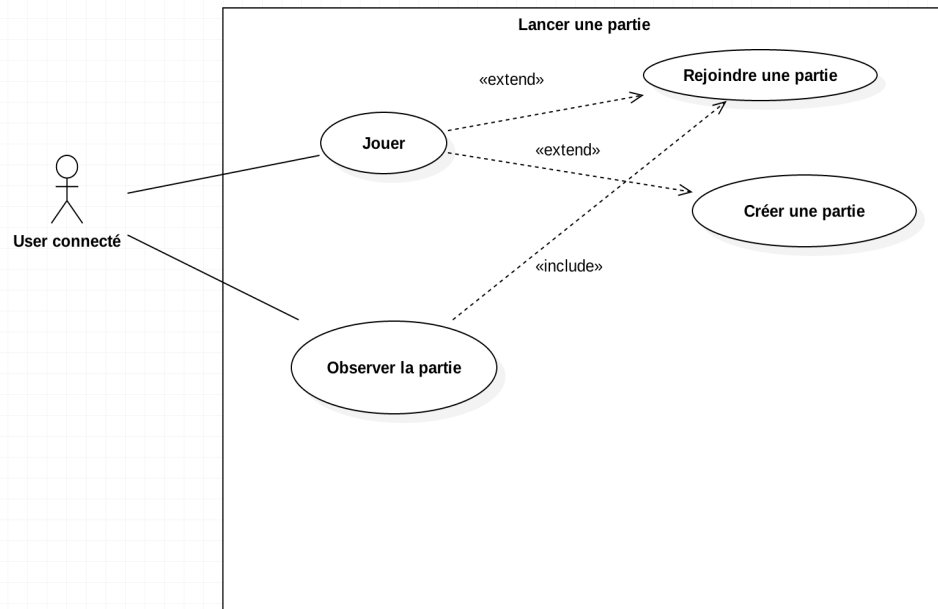 Lancer une partie
Rejoindre une partie
«extend»
Jouer
«extend»
Créer une partie
User connecté
«include»
Observer la partie